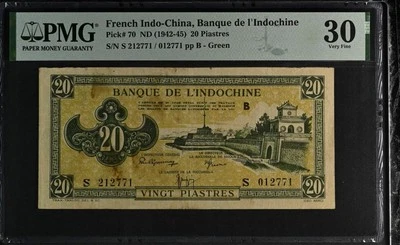 PMG
PAPER MONEY GUARANTY
French Indo-China, Banque de l'Indochine
Pick# 70 ND (1942-45) 20 Piastres
S/N S 212771 / 012771 pp B - Green
30
Very Fine
20
20
BANQUE DE L'INDOCHINE
B
20
S 212771
S 012771
20
VINGT PIASTRES
20